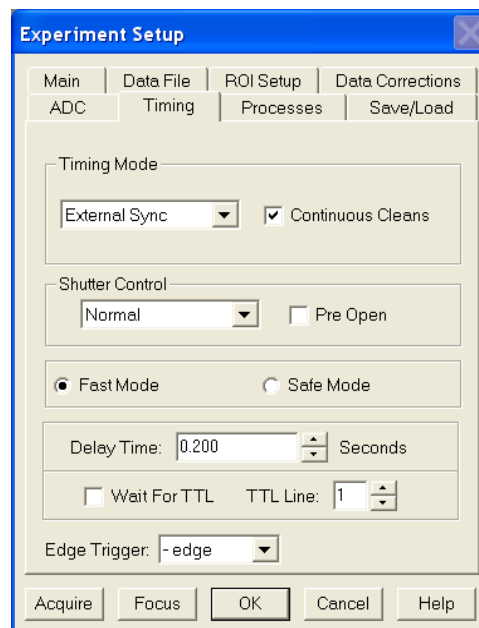 Experiment Setup
Main Data File ROI Setup Data Corrections
ADC Timing Processes Save/Load
Timing Mode
External Sync Continuous Cleans
Shutter Control
Normal Pre Open
Fast Mode Safe Mode
Delay Time: 0.200 Seconds
Wait For TTL TTL Line: 1
Edge Trigger: - edge
Acquire Focus OK Cancel Help